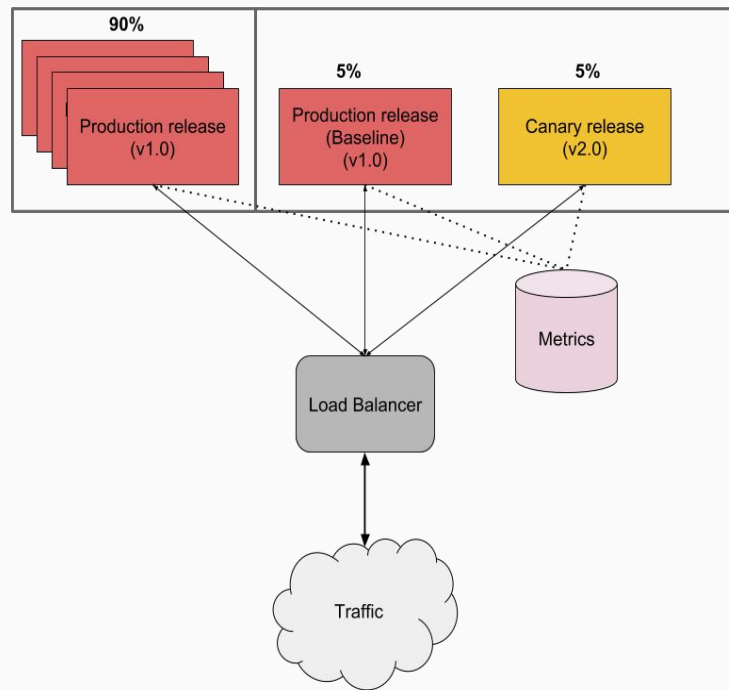 90%
5%
5%
Production release
(v1.0)
Production release
(Baseline)
(v1.0)
Canary release
(v2.0)
Metrics
Load Balancer
Traffic